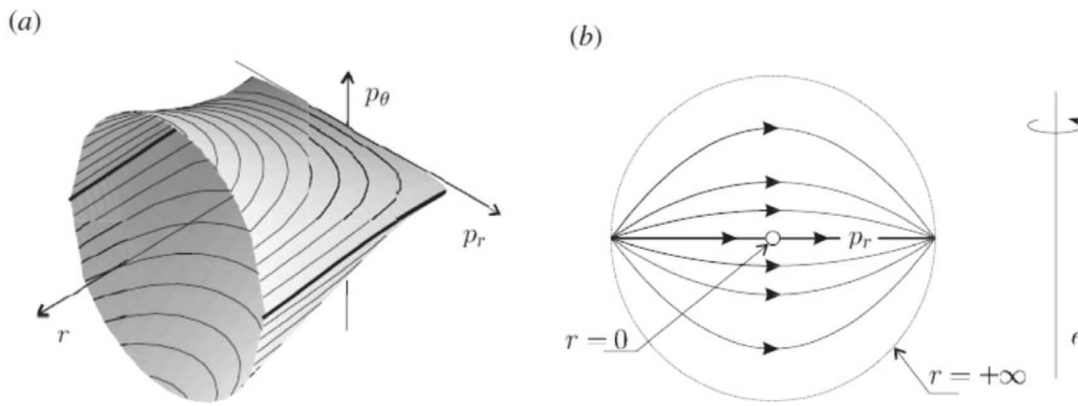 (a)
(b)
p_θ
p_r
r
p_r
r = 0
r = +∞